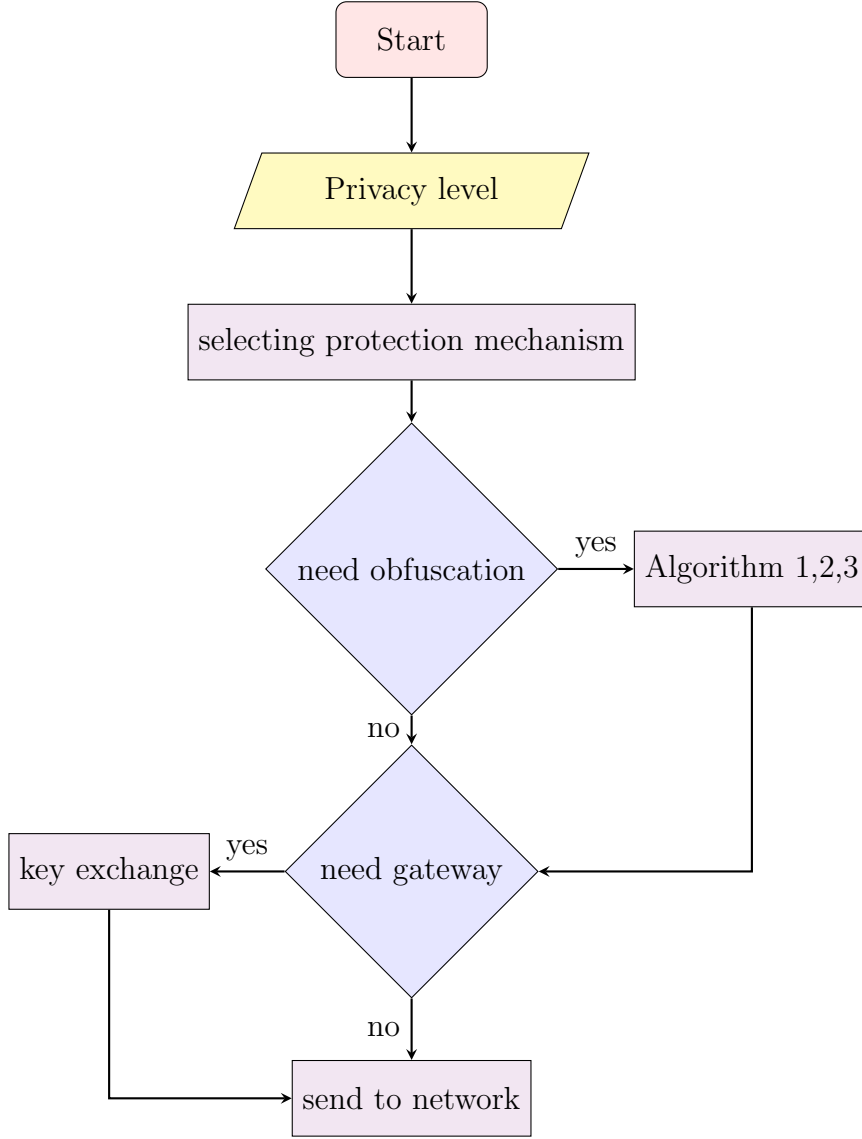 Start
Privacy level
selecting protection mechanism
need obfuscation
yes
Algorithm 1,2,3
no
need gateway
yes
key exchange
no
send to network